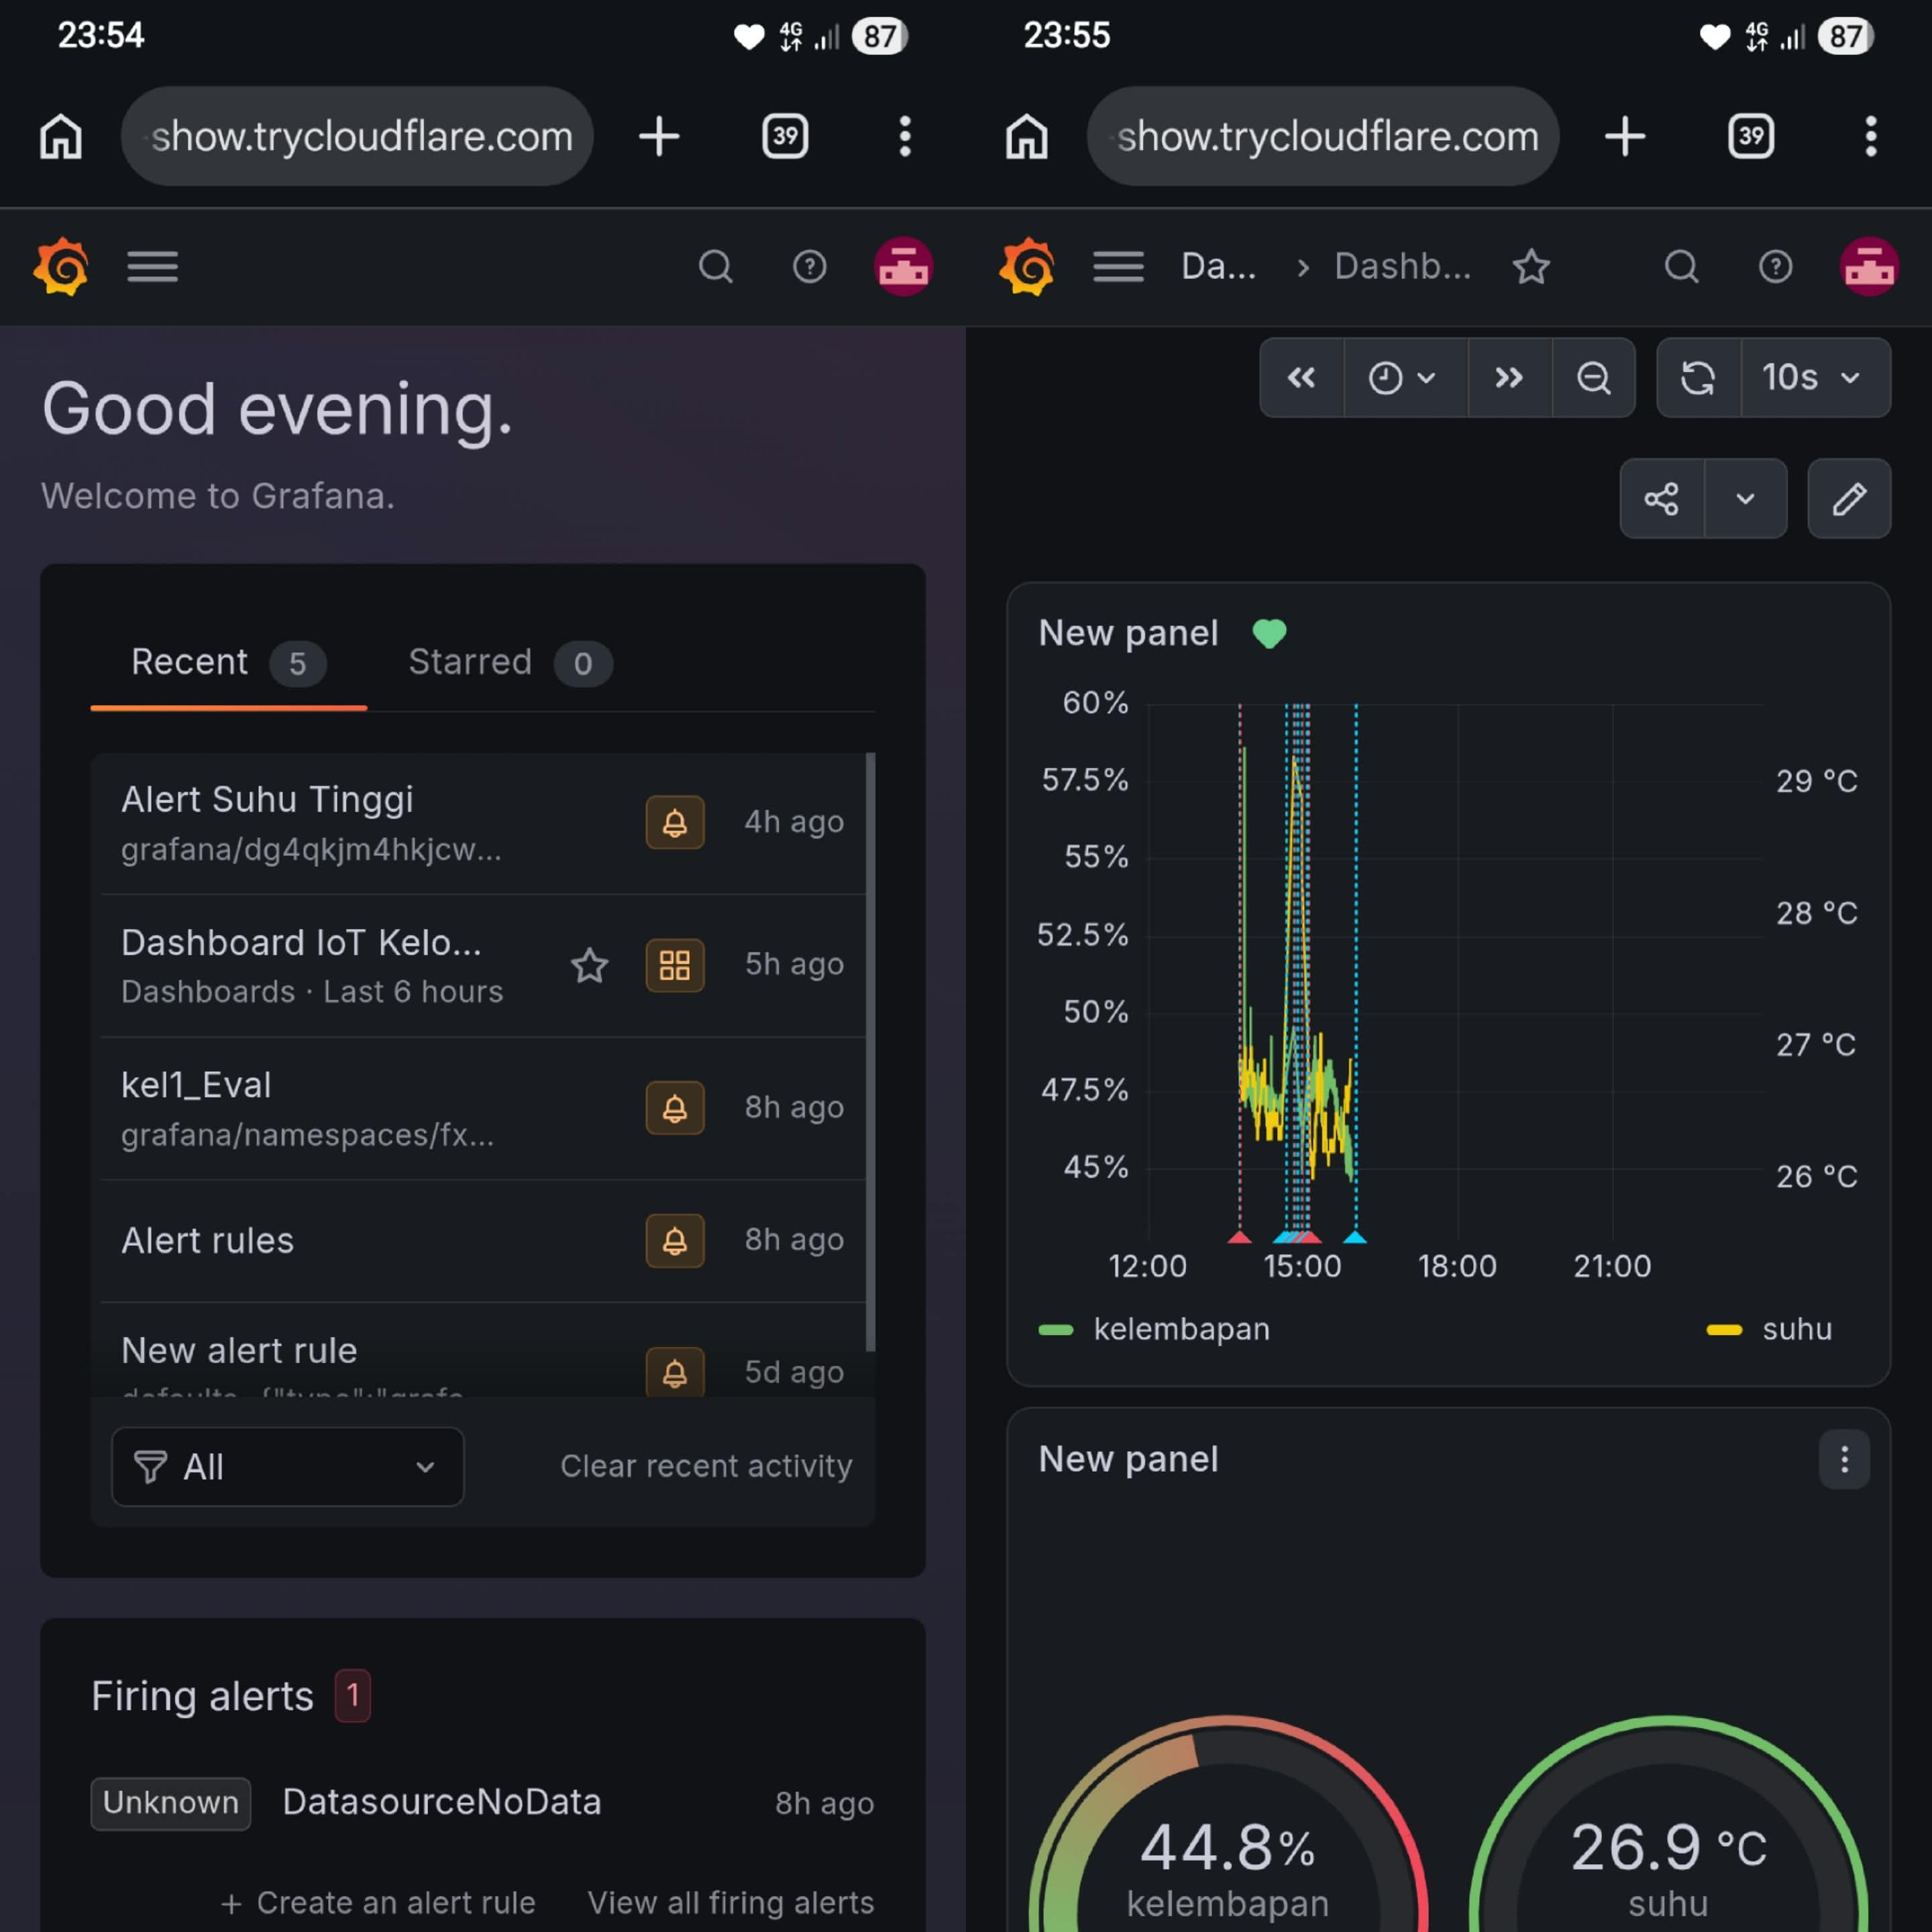 23:54
4G
87
-show.trycloudflare.com
39
Good evening.
Welcome to Grafana.
Recent 5
Starred 0
Alert Suhu Tinggi
grafana/dg4qkjm4hkjcw...
4h ago
Dashboard IoT Kelo...
Dashboards · Last 6 hours
5h ago
kel1_Eval
grafana/namespaces/fx...
8h ago
Alert rules
8h ago
New alert rule
5d ago
All
Clear recent activity
Firing alerts 1
Unknown
DatasourceNoData
8h ago
+ Create an alert rule
View all firing alerts
23:55
4G
87
-show.trycloudflare.com
39
Da... › Dashb...
10s
New panel
60%
57.5%
55%
52.5%
50%
47.5%
45%
29 °C
28 °C
27 °C
26 °C
12:00 15:00 18:00 21:00
kelembapan
suhu
New panel
44.8%
kelembapan
26.9 °C
suhu